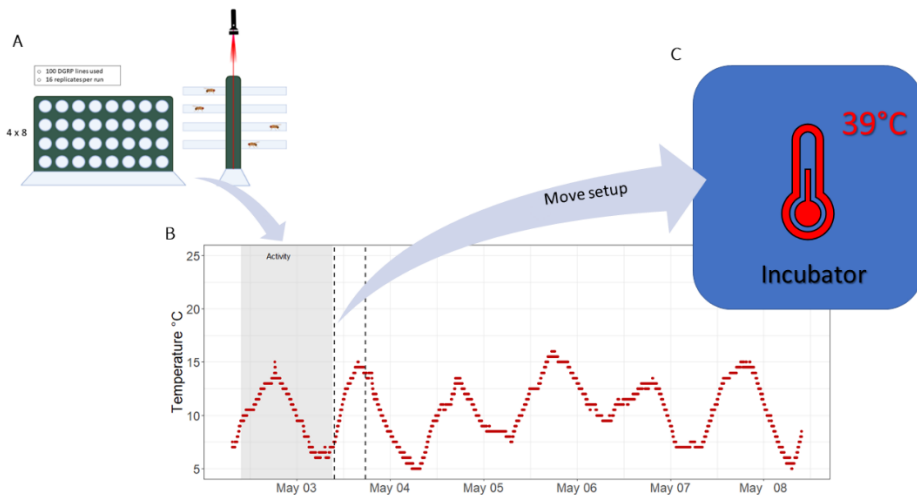 A
100 DGRP lines used
16 replicates per run
4 x 8
C
39°C
Incubator
Move setup
B
Activity
Temperature °C
25
20
15
10
5
May 03
May 04
May 05
May 06
May 07
May 08